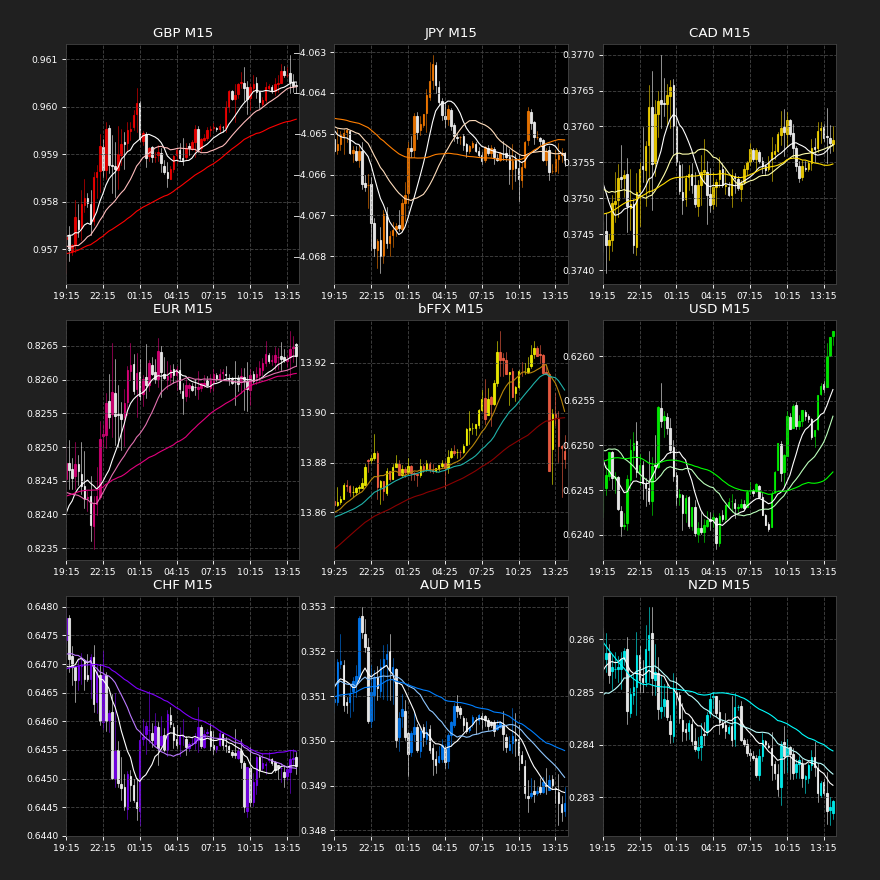 GBP M15
0.961
0.960
0.959
0.958
0.957
19:15 22:15 01:15 04:15 07:15 10:15 13:15
JPY M15
−4.063
−4.064
−4.065
−4.066
−4.067
−4.068
19:15 22:15 01:15 04:15 07:15 10:15 13:15
CAD M15
0.3770
0.3765
0.3760
0.3755
0.3750
0.3745
0.3740
19:15 22:15 01:15 04:15 07:15 10:15 13:15
EUR M15
0.8265
0.8260
0.8255
0.8250
0.8245
0.8240
0.8235
19:15 22:15 01:15 04:15 07:15 10:15 13:15
bFFX M15
13.92
13.90
13.88
13.86
19:25 22:25 01:25 04:25 07:25 10:25 13:25
USD M15
0.6260
0.6255
0.6250
0.6245
0.6240
19:15 22:15 01:15 04:15 07:15 10:15 13:15
CHF M15
0.6480
0.6475
0.6470
0.6465
0.6460
0.6455
0.6450
0.6445
0.6440
19:15 22:15 01:15 04:15 07:15 10:15 13:15
AUD M15
0.353
0.352
0.351
0.350
0.349
0.348
19:15 22:15 01:15 04:15 07:15 10:15 13:15
NZD M15
0.286
0.285
0.284
0.283
19:15 22:15 01:15 04:15 07:15 10:15 13:15